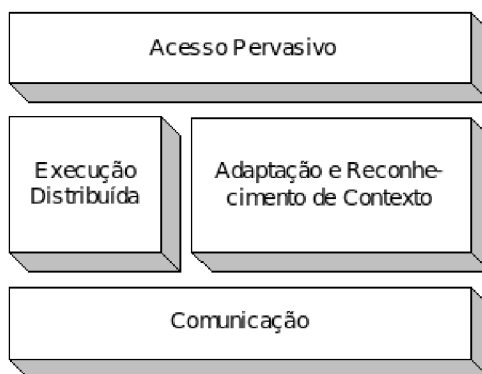 Acesso Pervasivo
Execução
Distribuída
Adaptação e Reconhe-
cimento de Contexto
Comunicação